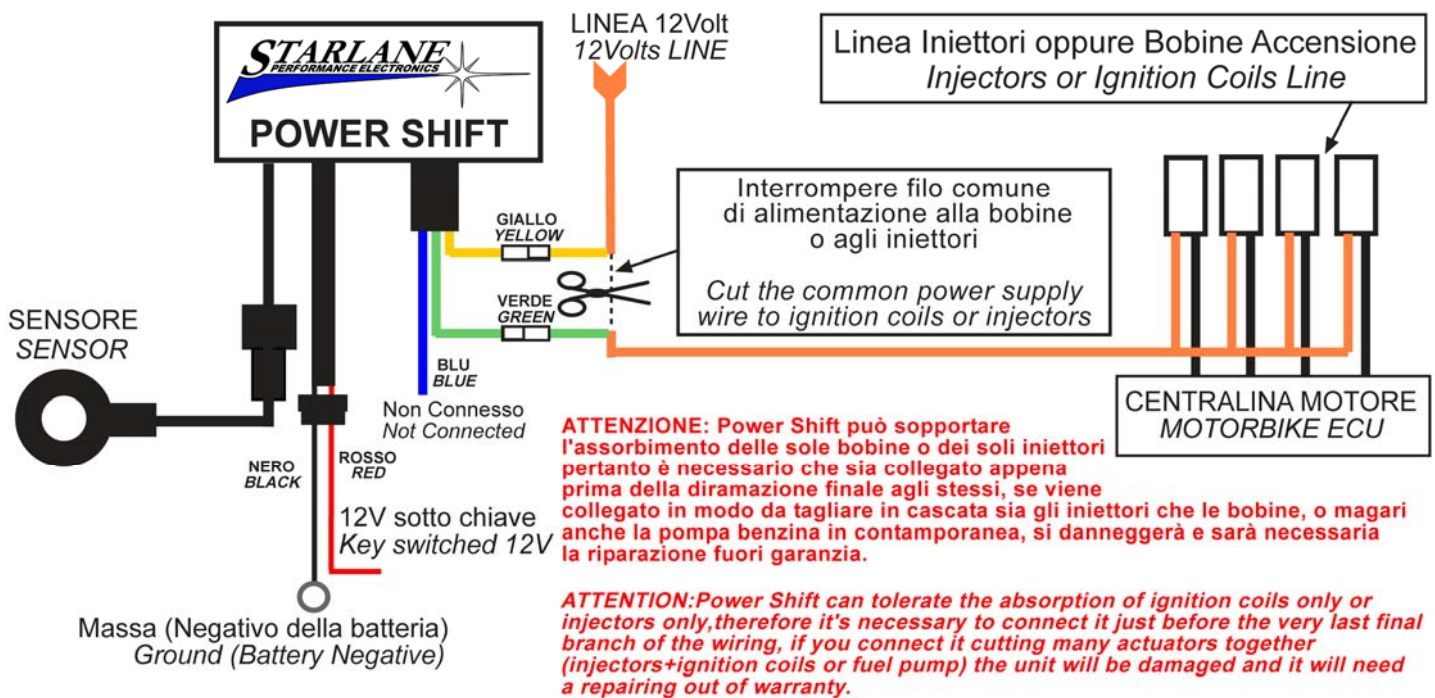 STARLANE
PERFORMANCE ELECTRONICS
POWER SHIFT
LINEA 12Volt
12Volts LINE
Linea Iniettori oppure Bobine Accensione
Injectors or Ignition Coils Line
Interrompere filo comune
di alimentazione alla bobine
o agli iniettori
Cut the common power supply
wire to ignition coils or injectors
GIALLO
YELLOW
VERDE
GREEN
BLU
BLUE
Non Connesso
Not Connected
SENSORE
SENSOR
NERO
BLACK
ROSSO
RED
12V sotto chiave
Key switched 12V
Massa (Negativo della batteria)
Ground (Battery Negative)
CENTRALINA MOTORE
MOTORBIKE ECU
ATTENZIONE: Power Shift può sopportare
l'assorbimento delle sole bobine o dei soli iniettori
pertanto è necessario che sia collegato appena
prima della diramazione finale agli stessi, se viene
collegato in modo da tagliare in cascata sia gli iniettori che le bobine, o magari
anche la pompa benzina in contamporanea, si danneggerà e sarà necessaria
la riparazione fuori garanzia.
ATTENTION:Power Shift can tolerate the absorption of ignition coils only or
injectors only,therefore it's necessary to connect it just before the very last final
branch of the wiring, if you connect it cutting many actuators together
(injectors+ignition coils or fuel pump) the unit will be damaged and it will need
a repairing out of warranty.